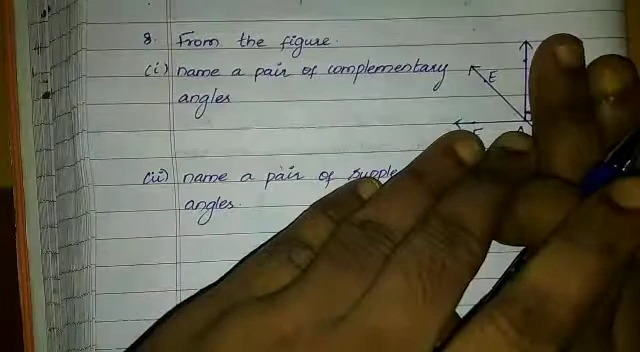 8. From the figure.
(i) name a pair of complementary
angles
E
A
(ii) name a pair of
angles.